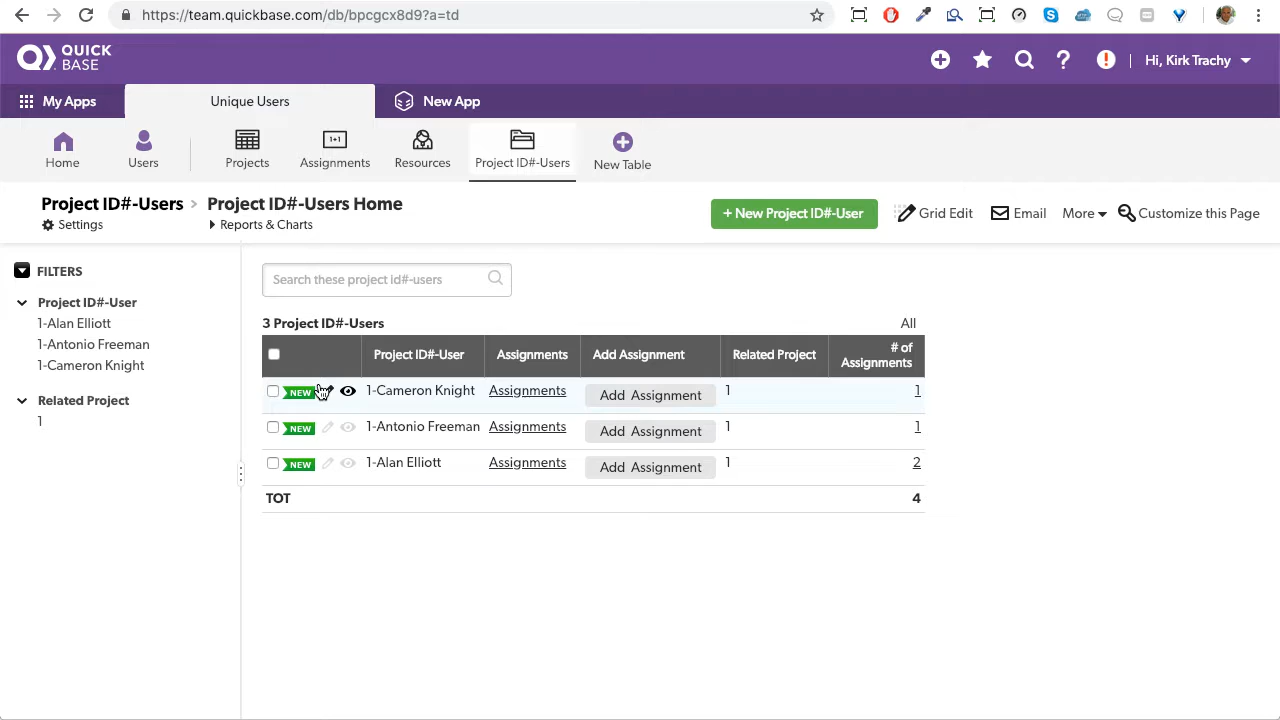 https://team.quickbase.com/db/bpcgcx8d9?a=td
QUICK
BASE
Hi, Kirk Trachy
My Apps
Unique Users
New App
Home
Users
Projects
1+1
Assignments
Resources
Project ID#-Users
New Table
Project ID#-Users > Project ID#-Users Home
Settings
Reports & Charts
+ New Project ID#-User
Grid Edit
Email
More
Customize this Page
FILTERS
Project ID#-User
1-Alan Elliott
1-Antonio Freeman
1-Cameron Knight
Related Project
1
Search these project id#-users
3 Project ID#-Users
All
Project ID#-User Assignments Add Assignment Related Project # of Assignments
NEW 1-Cameron Knight Assignments Add Assignment 1 1
NEW 1-Antonio Freeman Assignments Add Assignment 1 1
NEW 1-Alan Elliott Assignments Add Assignment 1 2
TOT 4